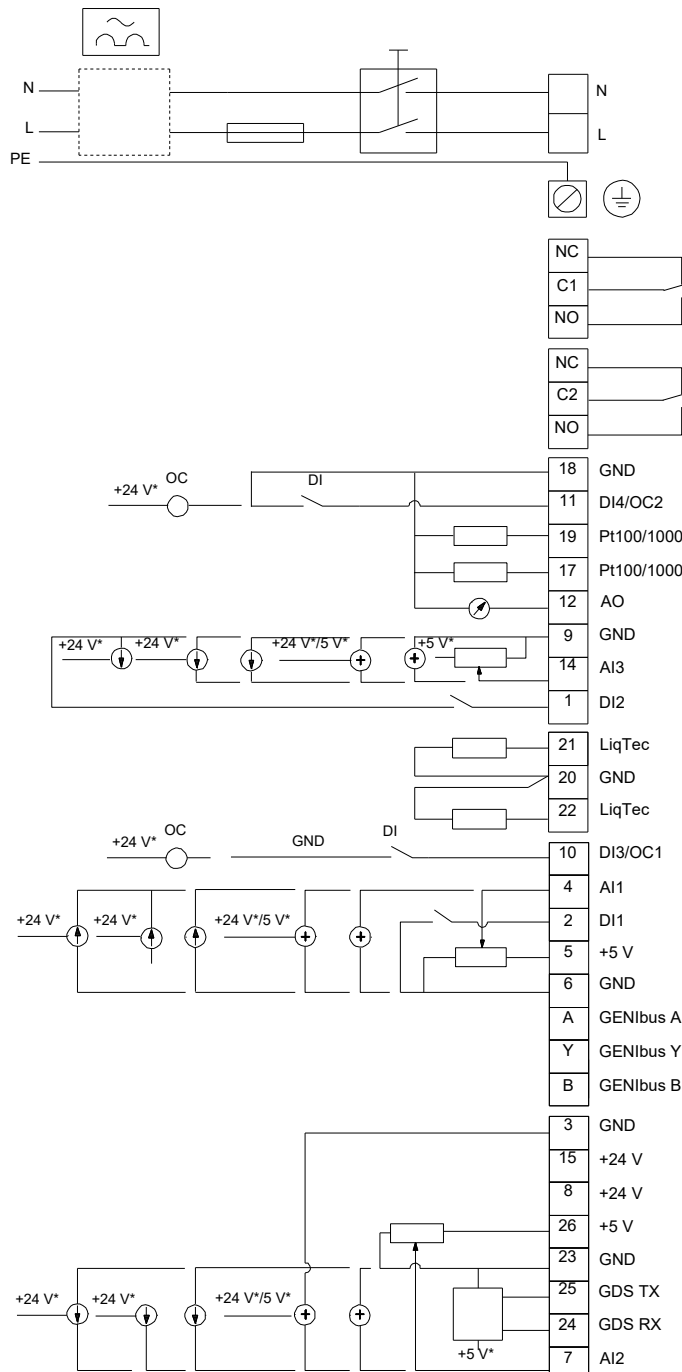 N N
L L
PE
NC
C1
NO
NC
C2
NO
18 GND
+24 V* OC DI 11 DI4/OC2
19 Pt100/1000
17 Pt100/1000
12 AO
9 GND
+24 V* +24 V* +24 V*/5 V* +5 V*
14 AI3
1 DI2
21 LiqTec
20 GND
22 LiqTec
+24 V* OC GND DI 10 DI3/OC1
4 AI1
+24 V* +24 V* +24 V*/5 V* 2 DI1
5 +5 V
6 GND
A GENIbus A
Y GENIbus Y
B GENIbus B
3 GND
15 +24 V
8 +24 V
26 +5 V
23 GND
25 GDS TX
+24 V* +24 V* +24 V*/5 V*
24 GDS RX
+5 V* 7 AI2